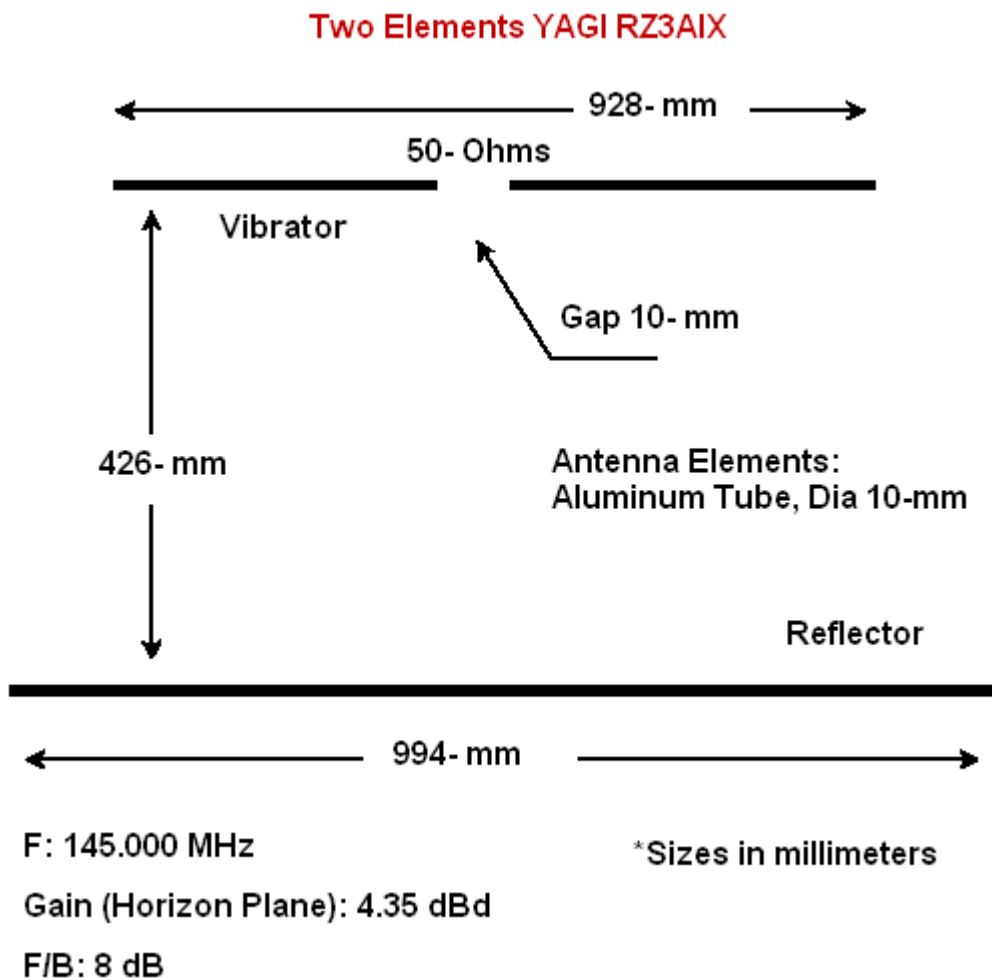 Two Elements YAGI RZ3AIX
928- mm
50- Ohms
Vibrator
Gap 10- mm
426- mm
Antenna Elements:
Aluminum Tube, Dia 10-mm
Reflector
994- mm
F: 145.000 MHz
*Sizes in millimeters
Gain (Horizon Plane): 4.35 dBd
F/B: 8 dB